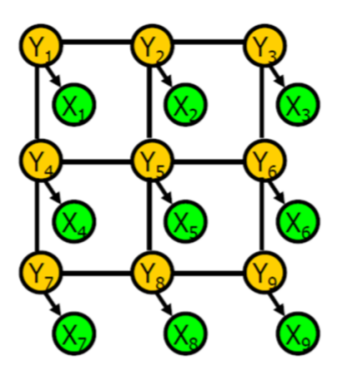 Y₁ Y₂ Y₃
X₁ X₂ X₃
Y₄ Y₅ Y₆
X₄ X₅ X₆
Y₇ Y₈ Y₉
X₇ X₈ X₉